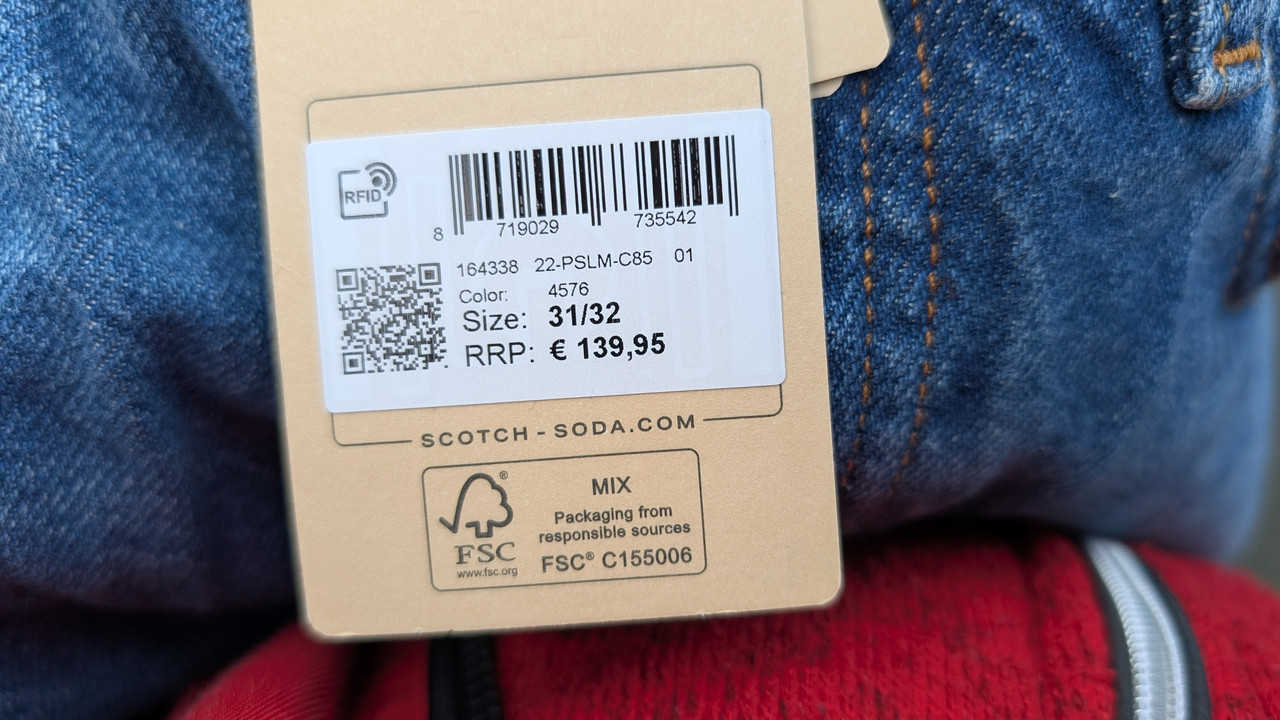 RFID
8 719029 735542
164338 22-PSLM-C85 01
Color: 4576
Size: 31/32
RRP: € 139,95
SCOTCH - SODA.COM
MIX
Packaging from
responsible sources
FSC® C155006
®
FSC
www.fsc.org